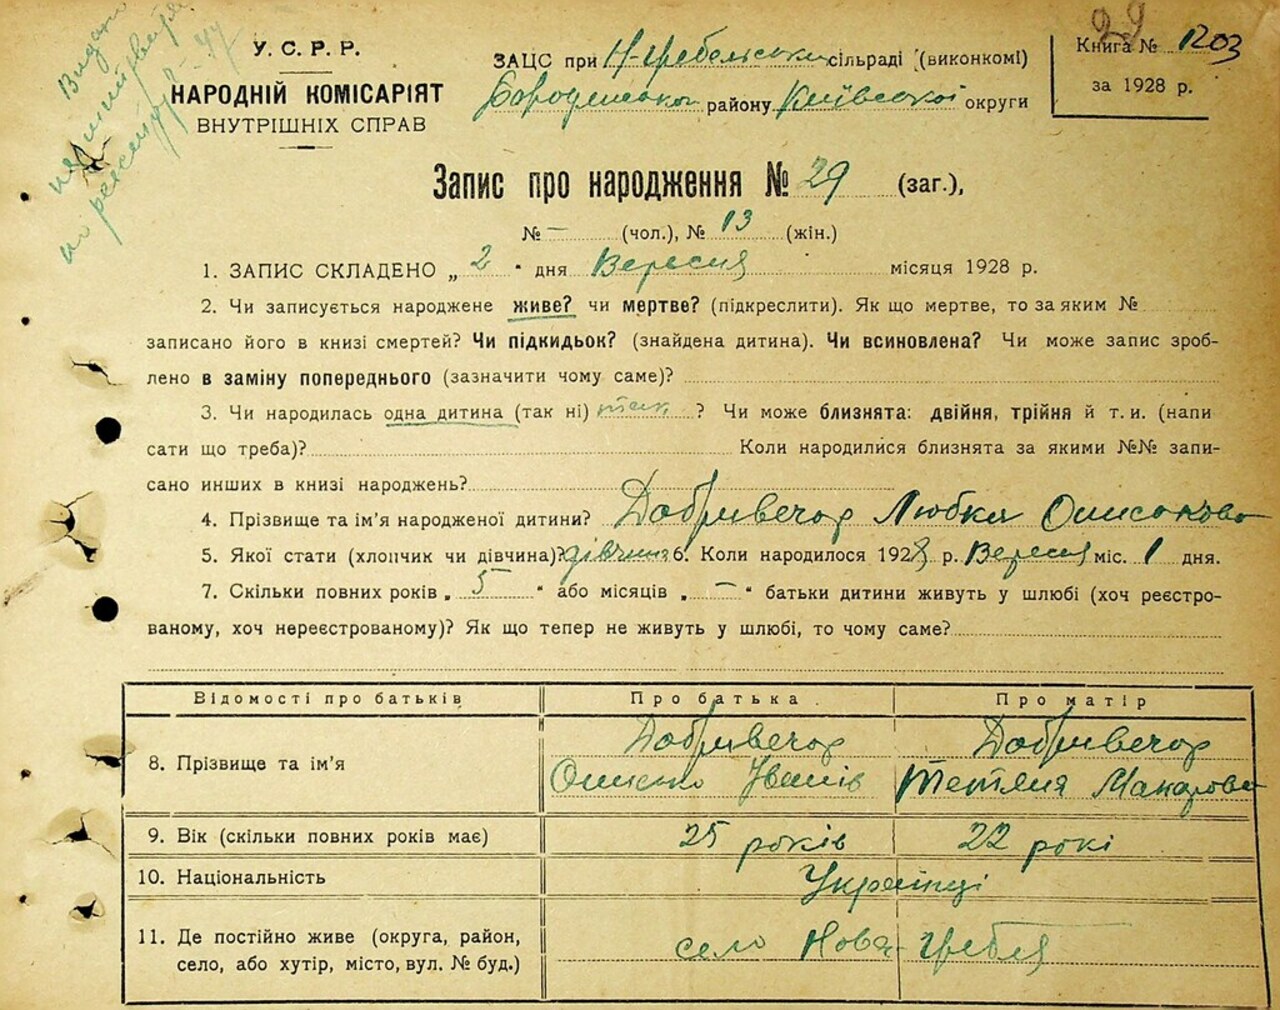 29
У. С. Р. Р.
НАРОДНІЙ КОМІСАРІЯТ
ВНУТРІШНІХ СПРАВ
ЗАЦС при Н-Гребельськи сільраді (виконкомі)
Бородянської району Київської округи
Книга № 1203
за 1928 р.
Запис про народження № 29 (заг.),
№ — (чол.), № 13 (жін.)
1. ЗАПИС СКЛАДЕНО „ 2 " дня Вересня місяця 1928 р.
2. Чи записується народжене живе? чи мертве? (підкреслити). Як що мертве, то за яким №
записано його в книзі смертей? Чи підкидьок? (знайдена дитина). Чи всиновлена? Чи може запис зроб-
лено в заміну попереднього (зазначити чому саме)?
3. Чи народилась одна дитина (так ні) так ? Чи може близнята: двійня, трійня й т. и. (напи
сати що треба)? Коли народилися близнята за якими №№ запи-
сано инших в книзі народжень?
4. Прізвище та ім'я народженої дитини? Добривечор Любка Описькова
5. Якої стати (хлопчик чи дівчина)? дівчина 6. Коли народилося 1928 р. Вересня міс. 1 дня.
7. Скільки повних років „ 5 " або місяців „ — " батьки дитини живуть у шлюбі (хоч реєстро-
ваному, хоч нереєстрованому)? Як що тепер не живуть у шлюбі, то чому саме?
Відомості про батьків Про батька Про матір
8. Прізвище та ім'я
Добривечор Добривечор
Описько Іванів Тетяна Макарова
9. Вік (скільки повних років має) 25 років 22 рокі
10. Національність Українці
11. Де постійно живе (округа, район,
село, або хутір, місто, вул. № буд.)
село Нова-Гребля